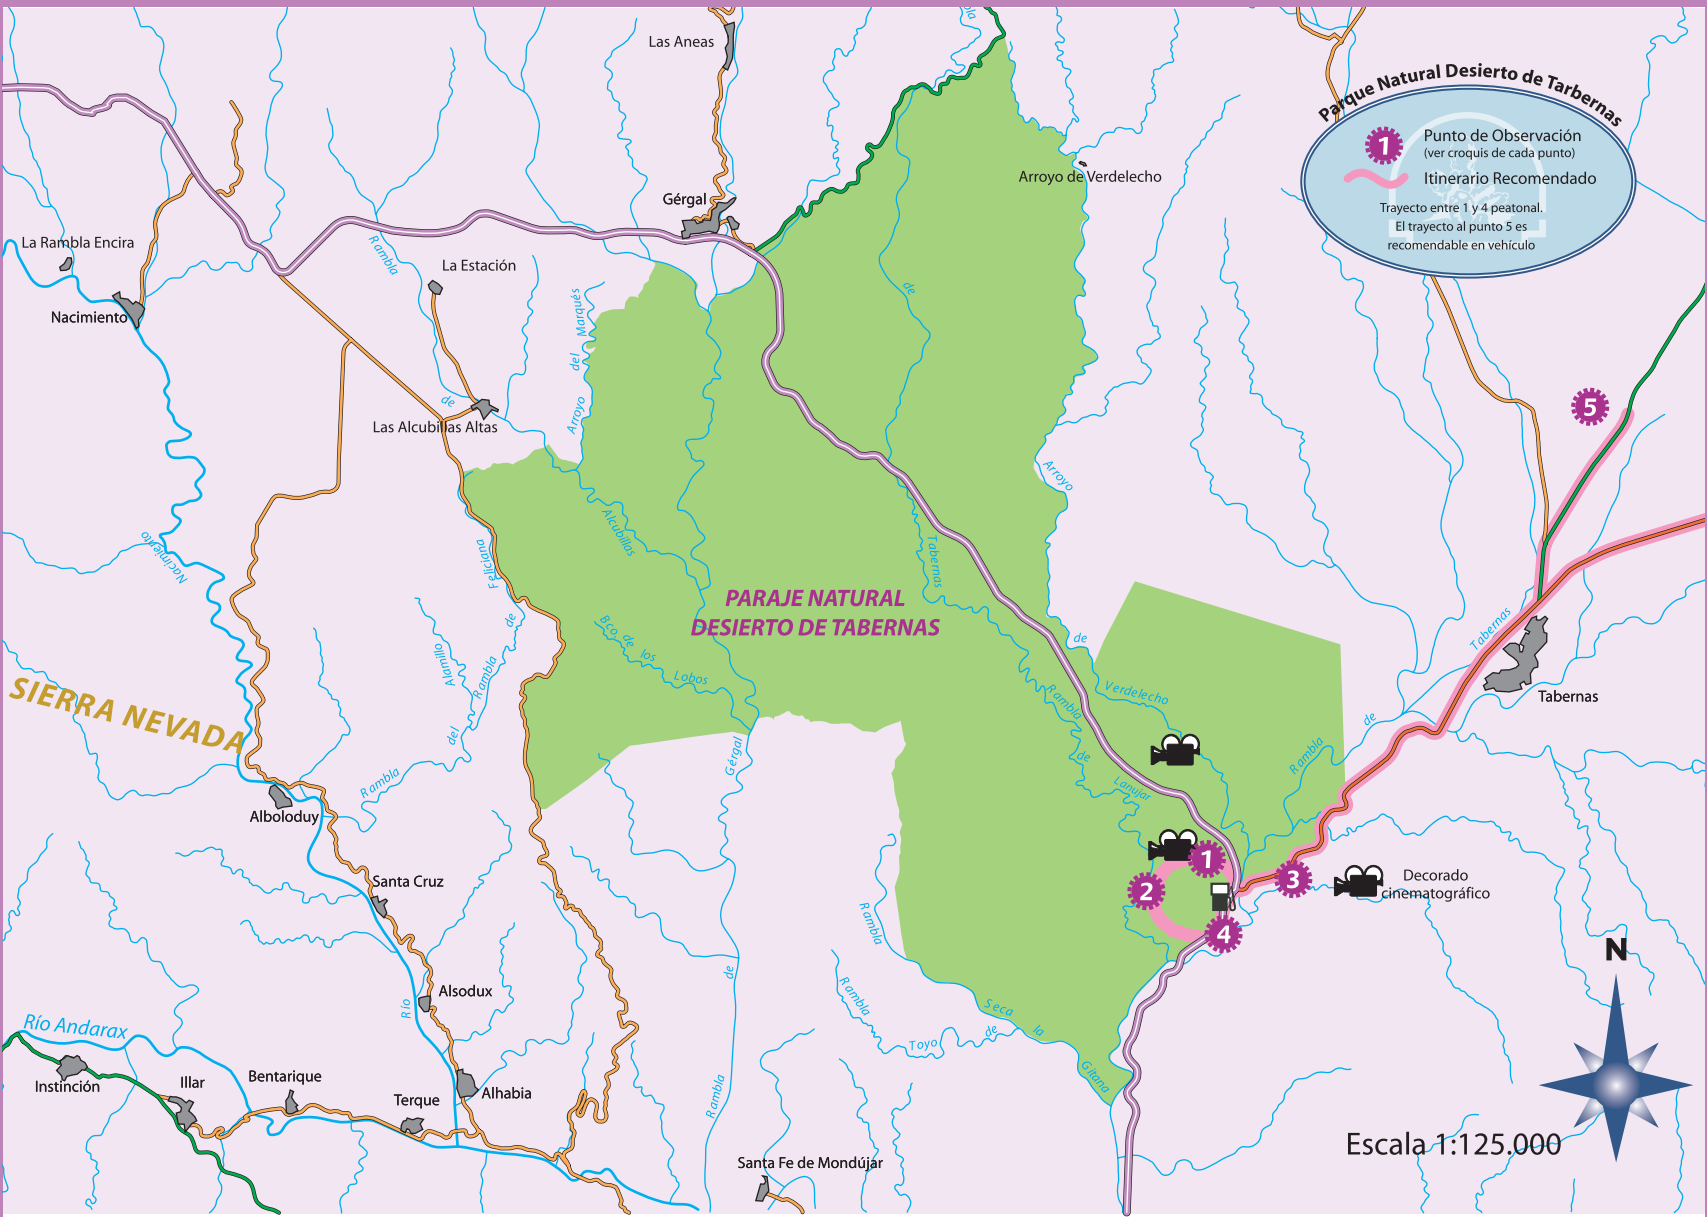 Las Aneas
bla
Parque Natural Desierto de Tarbernas
1
Punto de Observación
(ver croquis de cada punto)
Itinerario Recomendado
Trayecto entre 1 y 4 peatonal.
El trayecto al punto 5 es
recomendable en vehículo
Arroyo de Verdelecho
Gérgal
La Rambla Encira
Rambla
La Estación
de
Nacimiento
Arroyo del Marqués
de
Las Alcubillas Altas
5
Arroyo
Nacimiento
Alcubillas
Feliciana
Tabernas
PARAJE NATURAL
DESIERTO DE TABERNAS
Bco de los Lobos
de
Alamillo
Rambla
del
Rambla
de
Verdelecho
Tabernas
Tabernas
SIERRA NEVADA
Rambla
de
Lanujar
de
Rambla
Gérgal
Alboloduy
1
2
3
4
Decorado
cinematográfico
Santa Cruz
Rambla
N
Alsodux
Río
de
Rambla
Seca la
Gitana
Toyo de
Río Andarax
Instinción
Illar
Bentarique
Terque
Alhabia
Rambla
Escala 1:125.000
Santa Fe de Mondújar